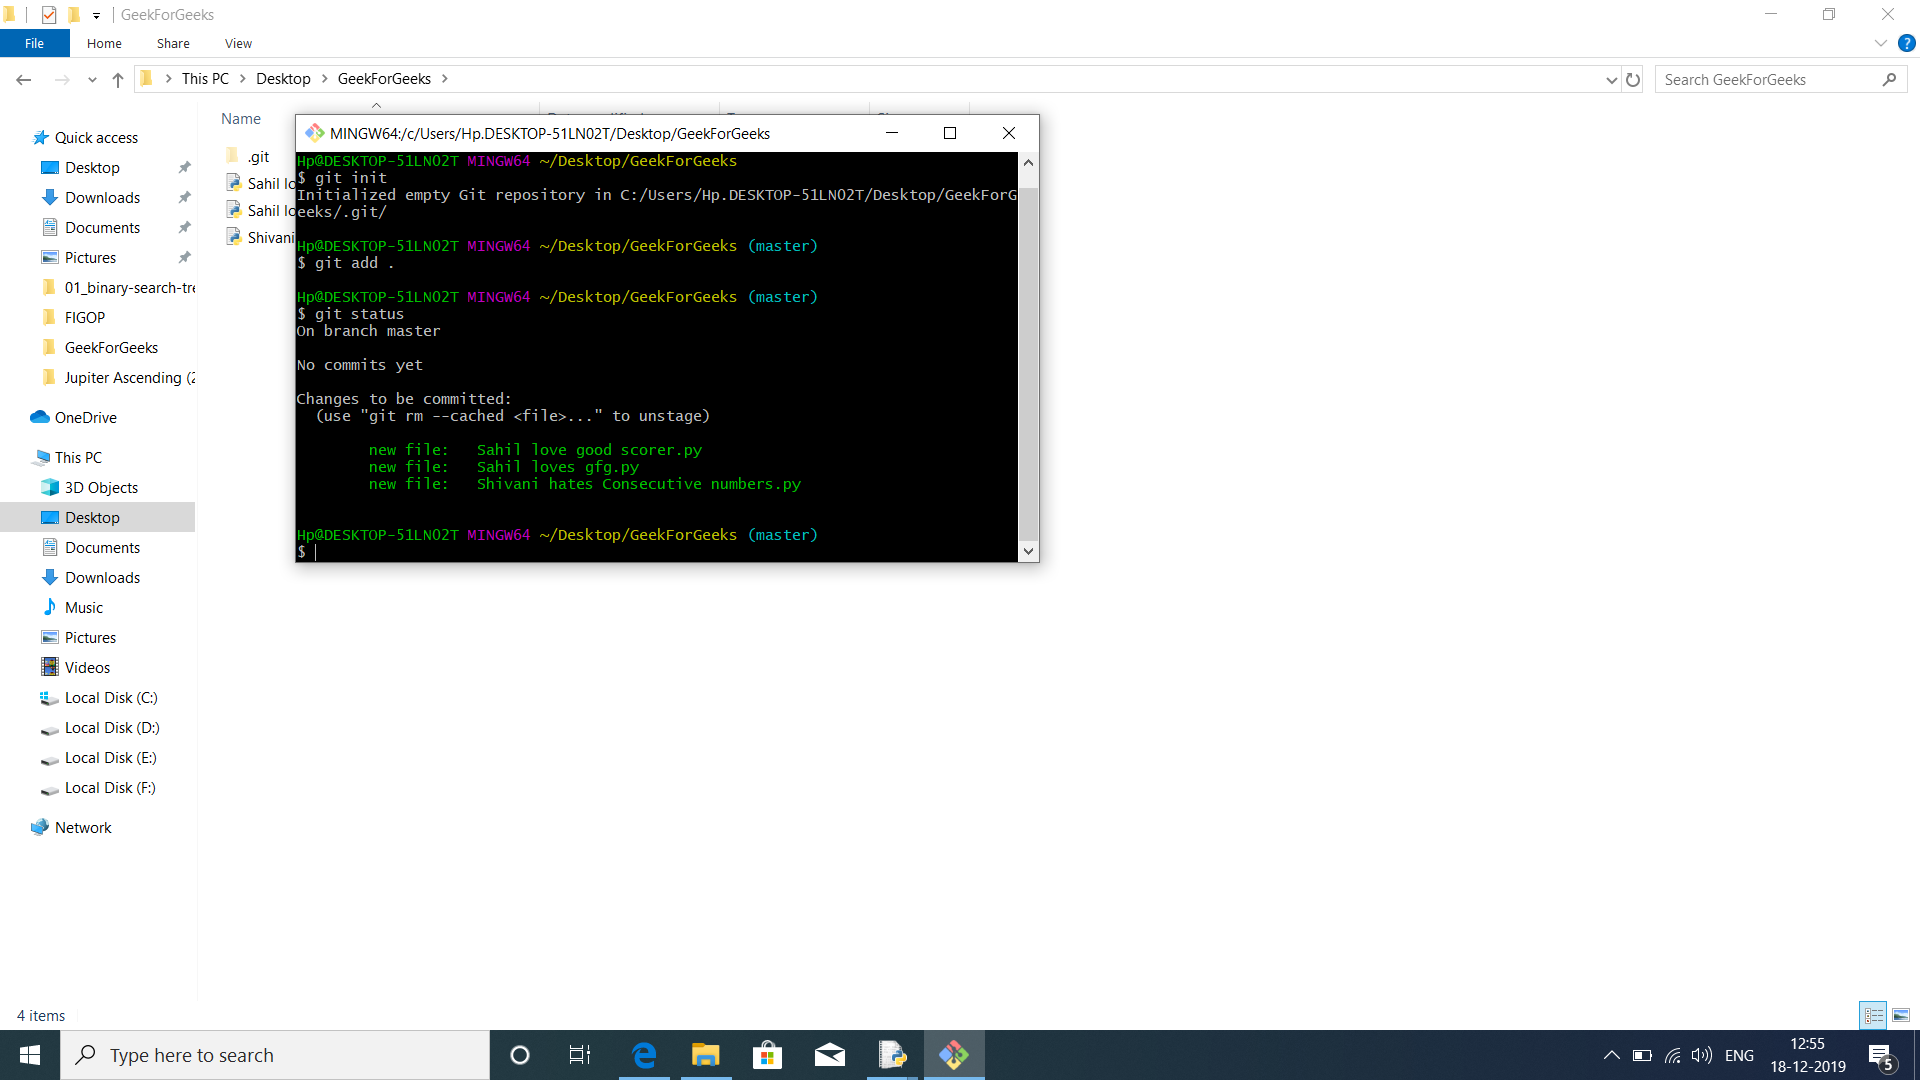 GeekForGeeks
File Home Share View
This PC Desktop GeekForGeeks
Search GeekForGeeks
Name
Quick access
Desktop
Downloads
Documents
Pictures
01_binary-search-tre
FIGOP
GeekForGeeks
Jupiter Ascending (2
OneDrive
This PC
3D Objects
Desktop
Documents
Downloads
Music
Pictures
Videos
Local Disk (C:)
Local Disk (D:)
Local Disk (E:)
Local Disk (F:)
Network
.git
Sahil lo
Sahil lo
Shivani
MINGW64:/c/Users/Hp.DESKTOP-51LN02T/Desktop/GeekForGeeks
Hp@DESKTOP-51LN02T MINGW64 ~/Desktop/GeekForGeeks
$ git init
Initialized empty Git repository in C:/Users/Hp.DESKTOP-51LN02T/Desktop/GeekForG
eeks/.git/
Hp@DESKTOP-51LN02T MINGW64 ~/Desktop/GeekForGeeks (master)
$ git add .
Hp@DESKTOP-51LN02T MINGW64 ~/Desktop/GeekForGeeks (master)
$ git status
On branch master
No commits yet
Changes to be committed:
(use "git rm --cached <file>..." to unstage)
new file: Sahil love good scorer.py
new file: Sahil loves gfg.py
new file: Shivani hates Consecutive numbers.py
Hp@DESKTOP-51LN02T MINGW64 ~/Desktop/GeekForGeeks (master)
$
4 items
Type here to search
ENG
12:55
18-12-2019
5